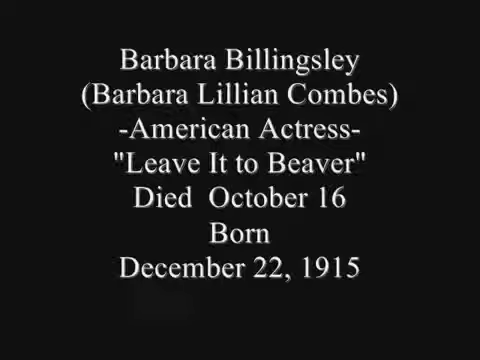 Barbara Billingsley
(Barbara Lillian Combes)
-American Actress-
"Leave It to Beaver"
Died  October 16
Born
December 22, 1915